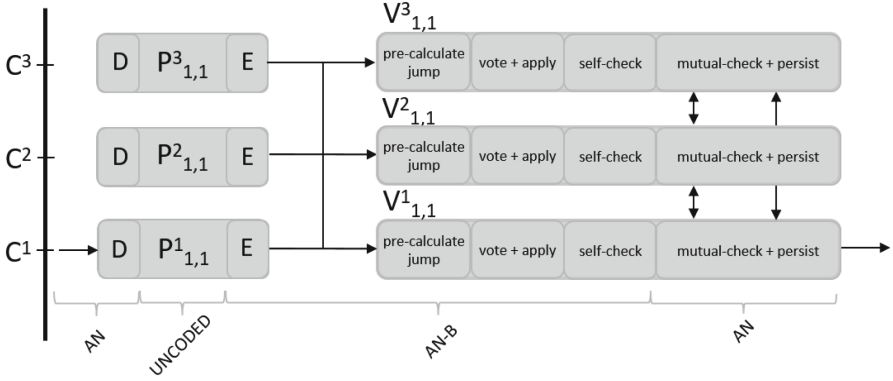 V³₁,₁
C³ D P³₁,₁ E pre-calculate jump vote + apply self-check mutual-check + persist
V²₁,₁
C² D P²₁,₁ E pre-calculate jump vote + apply self-check mutual-check + persist
V¹₁,₁
C¹ D P¹₁,₁ E pre-calculate jump vote + apply self-check mutual-check + persist
AN UNCODED AN-B AN